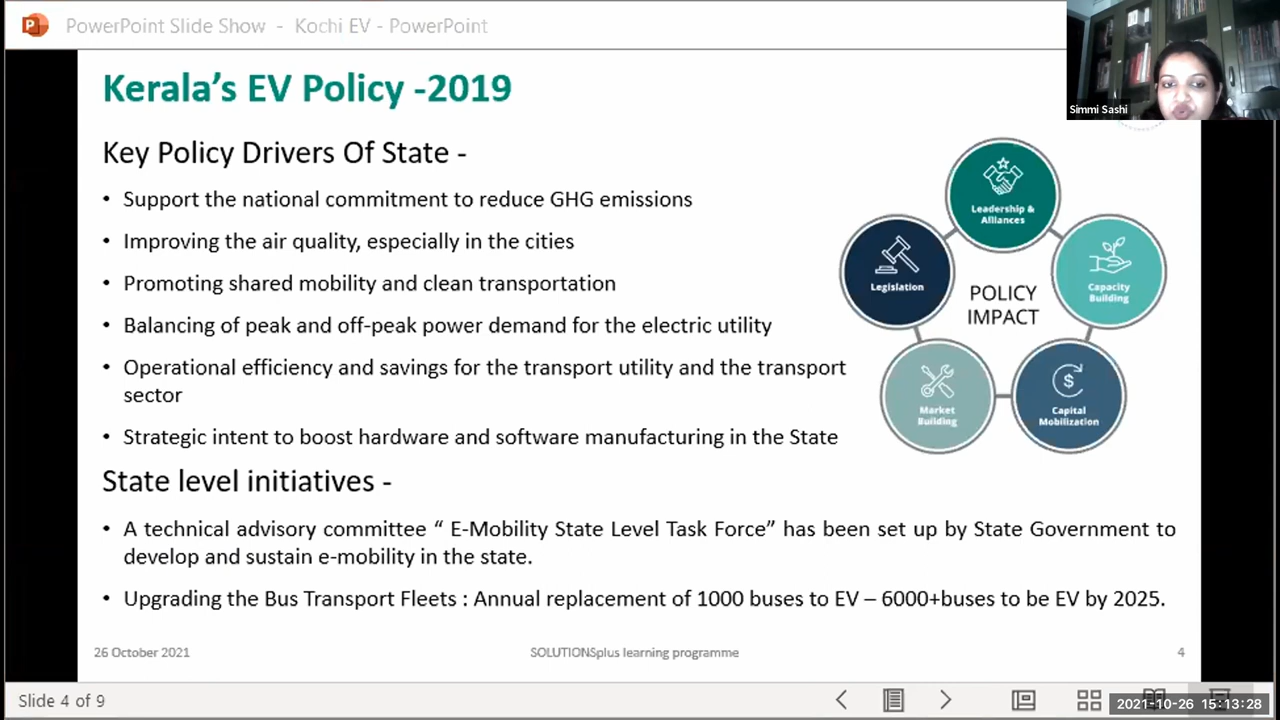 PowerPoint Slide Show - Kochi EV - PowerPoint
Simmi Sashi
Kerala's EV Policy -2019
Key Policy Drivers Of State -
• Support the national commitment to reduce GHG emissions
• Improving the air quality, especially in the cities
• Promoting shared mobility and clean transportation
• Balancing of peak and off-peak power demand for the electric utility
• Operational efficiency and savings for the transport utility and the transport
sector
• Strategic intent to boost hardware and software manufacturing in the State
Leadership &
Alliances
Legislation
Capacity
Building
POLICY
IMPACT
Market
Building
$
Capital
Mobilization
State level initiatives -
• A technical advisory committee “ E-Mobility State Level Task Force” has been set up by State Government to
develop and sustain e-mobility in the state.
• Upgrading the Bus Transport Fleets : Annual replacement of 1000 buses to EV – 6000+buses to be EV by 2025.
26 October 2021
SOLUTIONSplus learning programme
4
Slide 4 of 9
2021-10-26 15:13:28